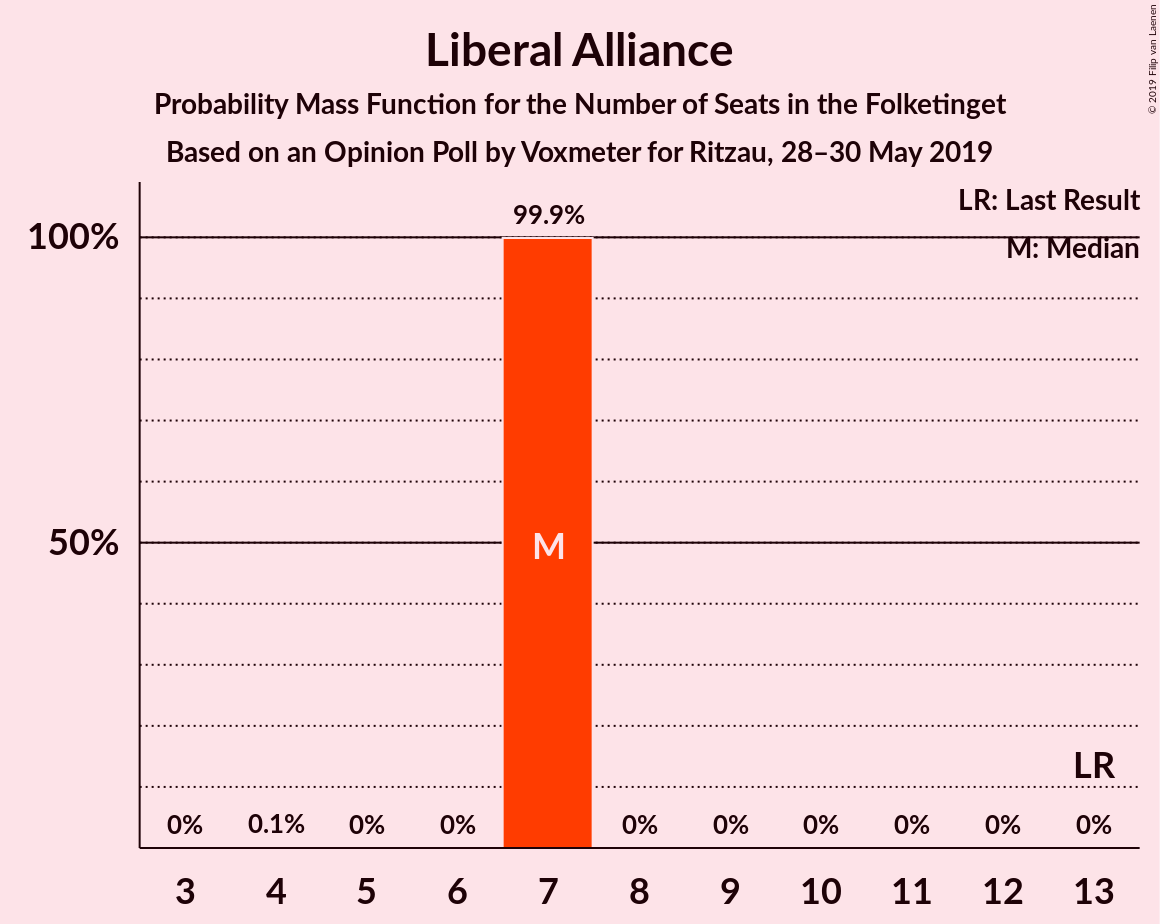 Liberal Alliance
Probability Mass Function for the Number of Seats in the Folketinget
Based on an Opinion Poll by Voxmeter for Ritzau, 28–30 May 2019
© 2019 Filip van Laenen
LR: Last Result
M: Median
99.9%
100%
50%
M
LR
0% 0.1% 0% 0% 0% 0% 0% 0% 0% 0%
3 4 5 6 7 8 9 10 11 12 13